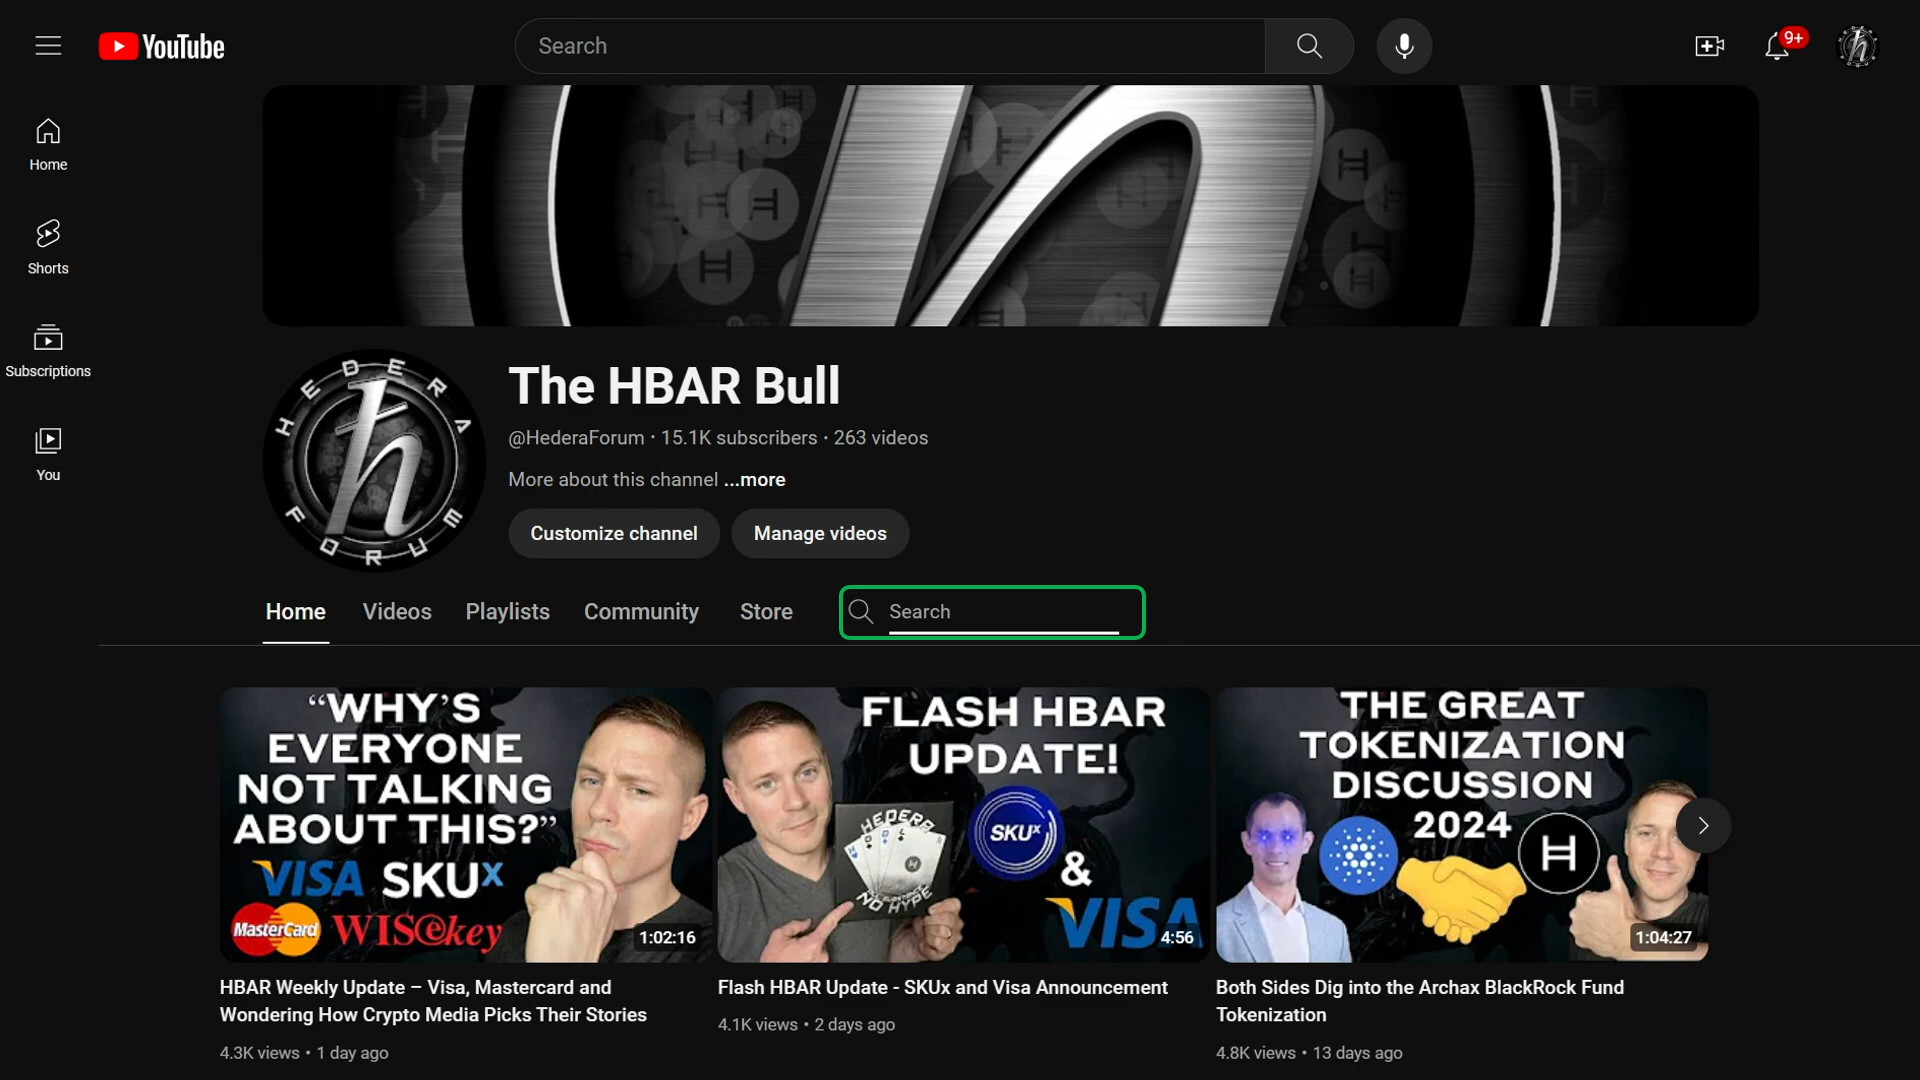 YouTube
Search
9+
Home
Shorts
Subscriptions
You
HEDERA
FORUM
The HBAR Bull
@HederaForum · 15.1K subscribers · 263 videos
More about this channel ...more
Customize channel
Manage videos
Home
Videos
Playlists
Community
Store
Search
“WHY’S
EVERYONE
NOT TALKING
ABOUT THIS?”
VISA SKUx
MasterCard WISekey
1:02:16
HBAR Weekly Update – Visa, Mastercard and
Wondering How Crypto Media Picks Their Stories
4.3K views · 1 day ago
FLASH HBAR
UPDATE!
HEDERA
NO HYPE
SKUx
&
VISA
4:56
Flash HBAR Update - SKUx and Visa Announcement
4.1K views · 2 days ago
THE GREAT
TOKENIZATION
DISCUSSION
2024
1:04:27
Both Sides Dig into the Archax BlackRock Fund
Tokenization
4.8K views · 13 days ago